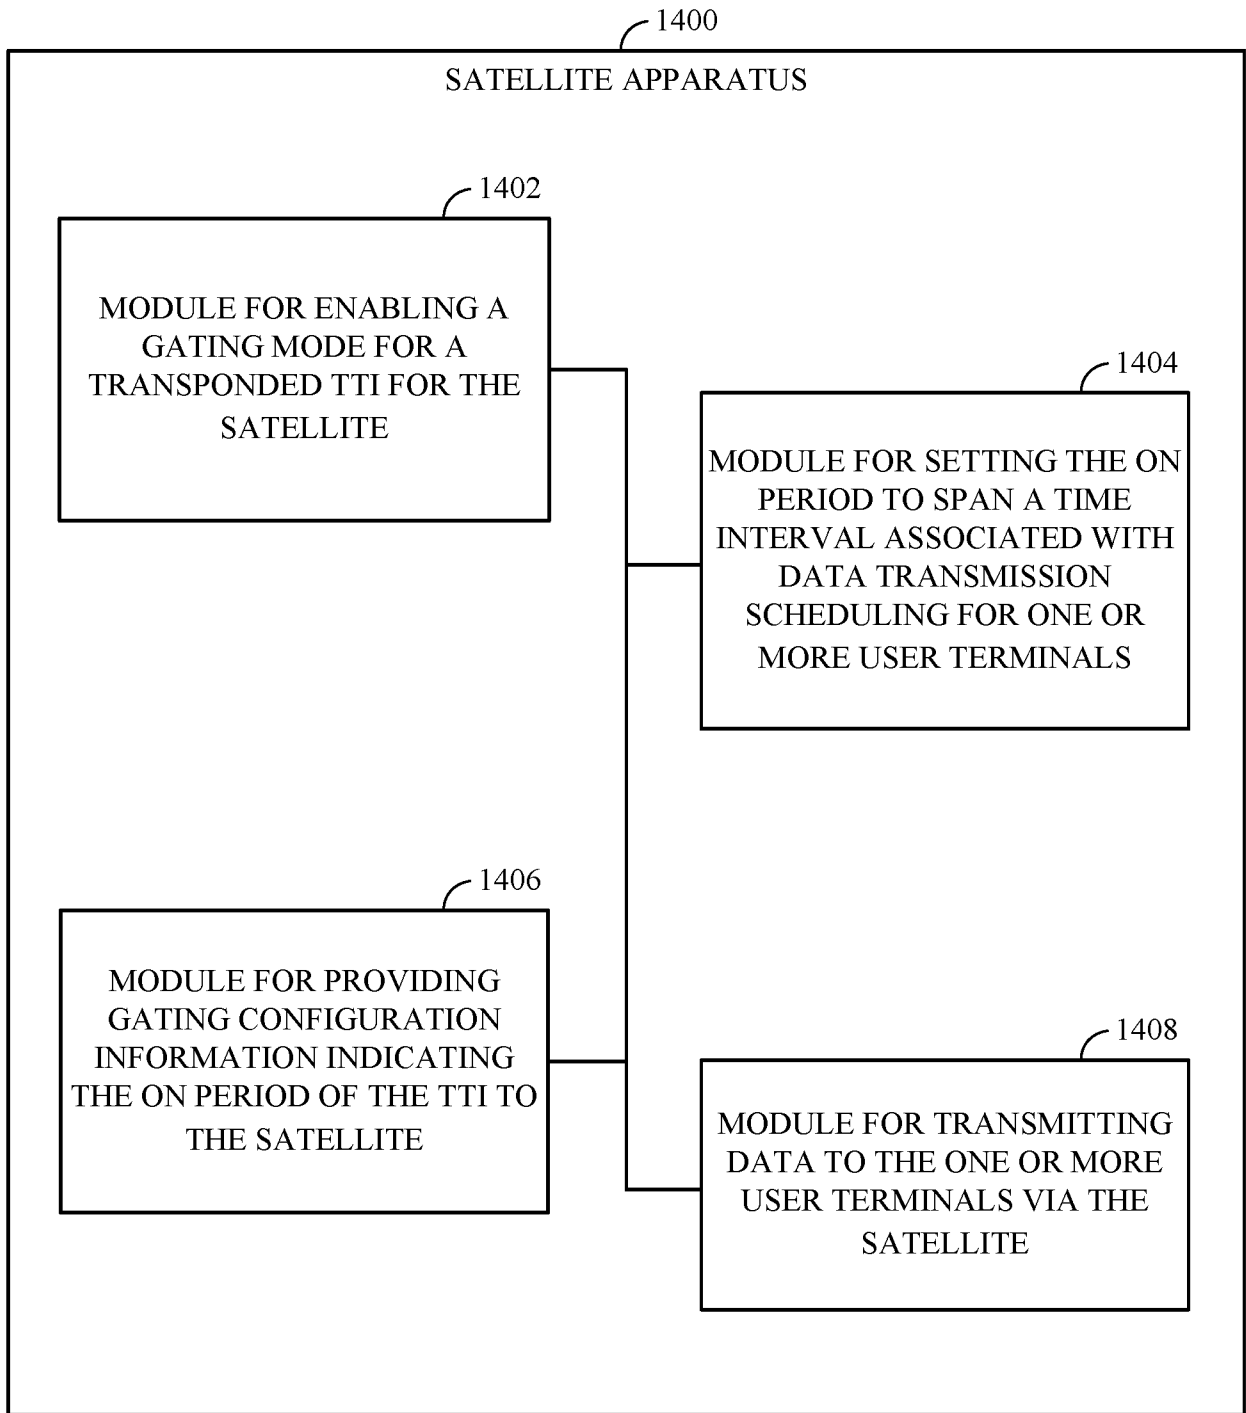 1400
SATELLITE APPARATUS
1402
MODULE FOR ENABLING A
GATING MODE FOR A
TRANSPONDED TTI FOR THE
SATELLITE
1404
MODULE FOR SETTING THE ON
PERIOD TO SPAN A TIME
INTERVAL ASSOCIATED WITH
DATA TRANSMISSION
SCHEDULING FOR ONE OR
MORE USER TERMINALS
1406
MODULE FOR PROVIDING
GATING CONFIGURATION
INFORMATION INDICATING
THE ON PERIOD OF THE TTI TO
THE SATELLITE
1408
MODULE FOR TRANSMITTING
DATA TO THE ONE OR MORE
USER TERMINALS VIA THE
SATELLITE